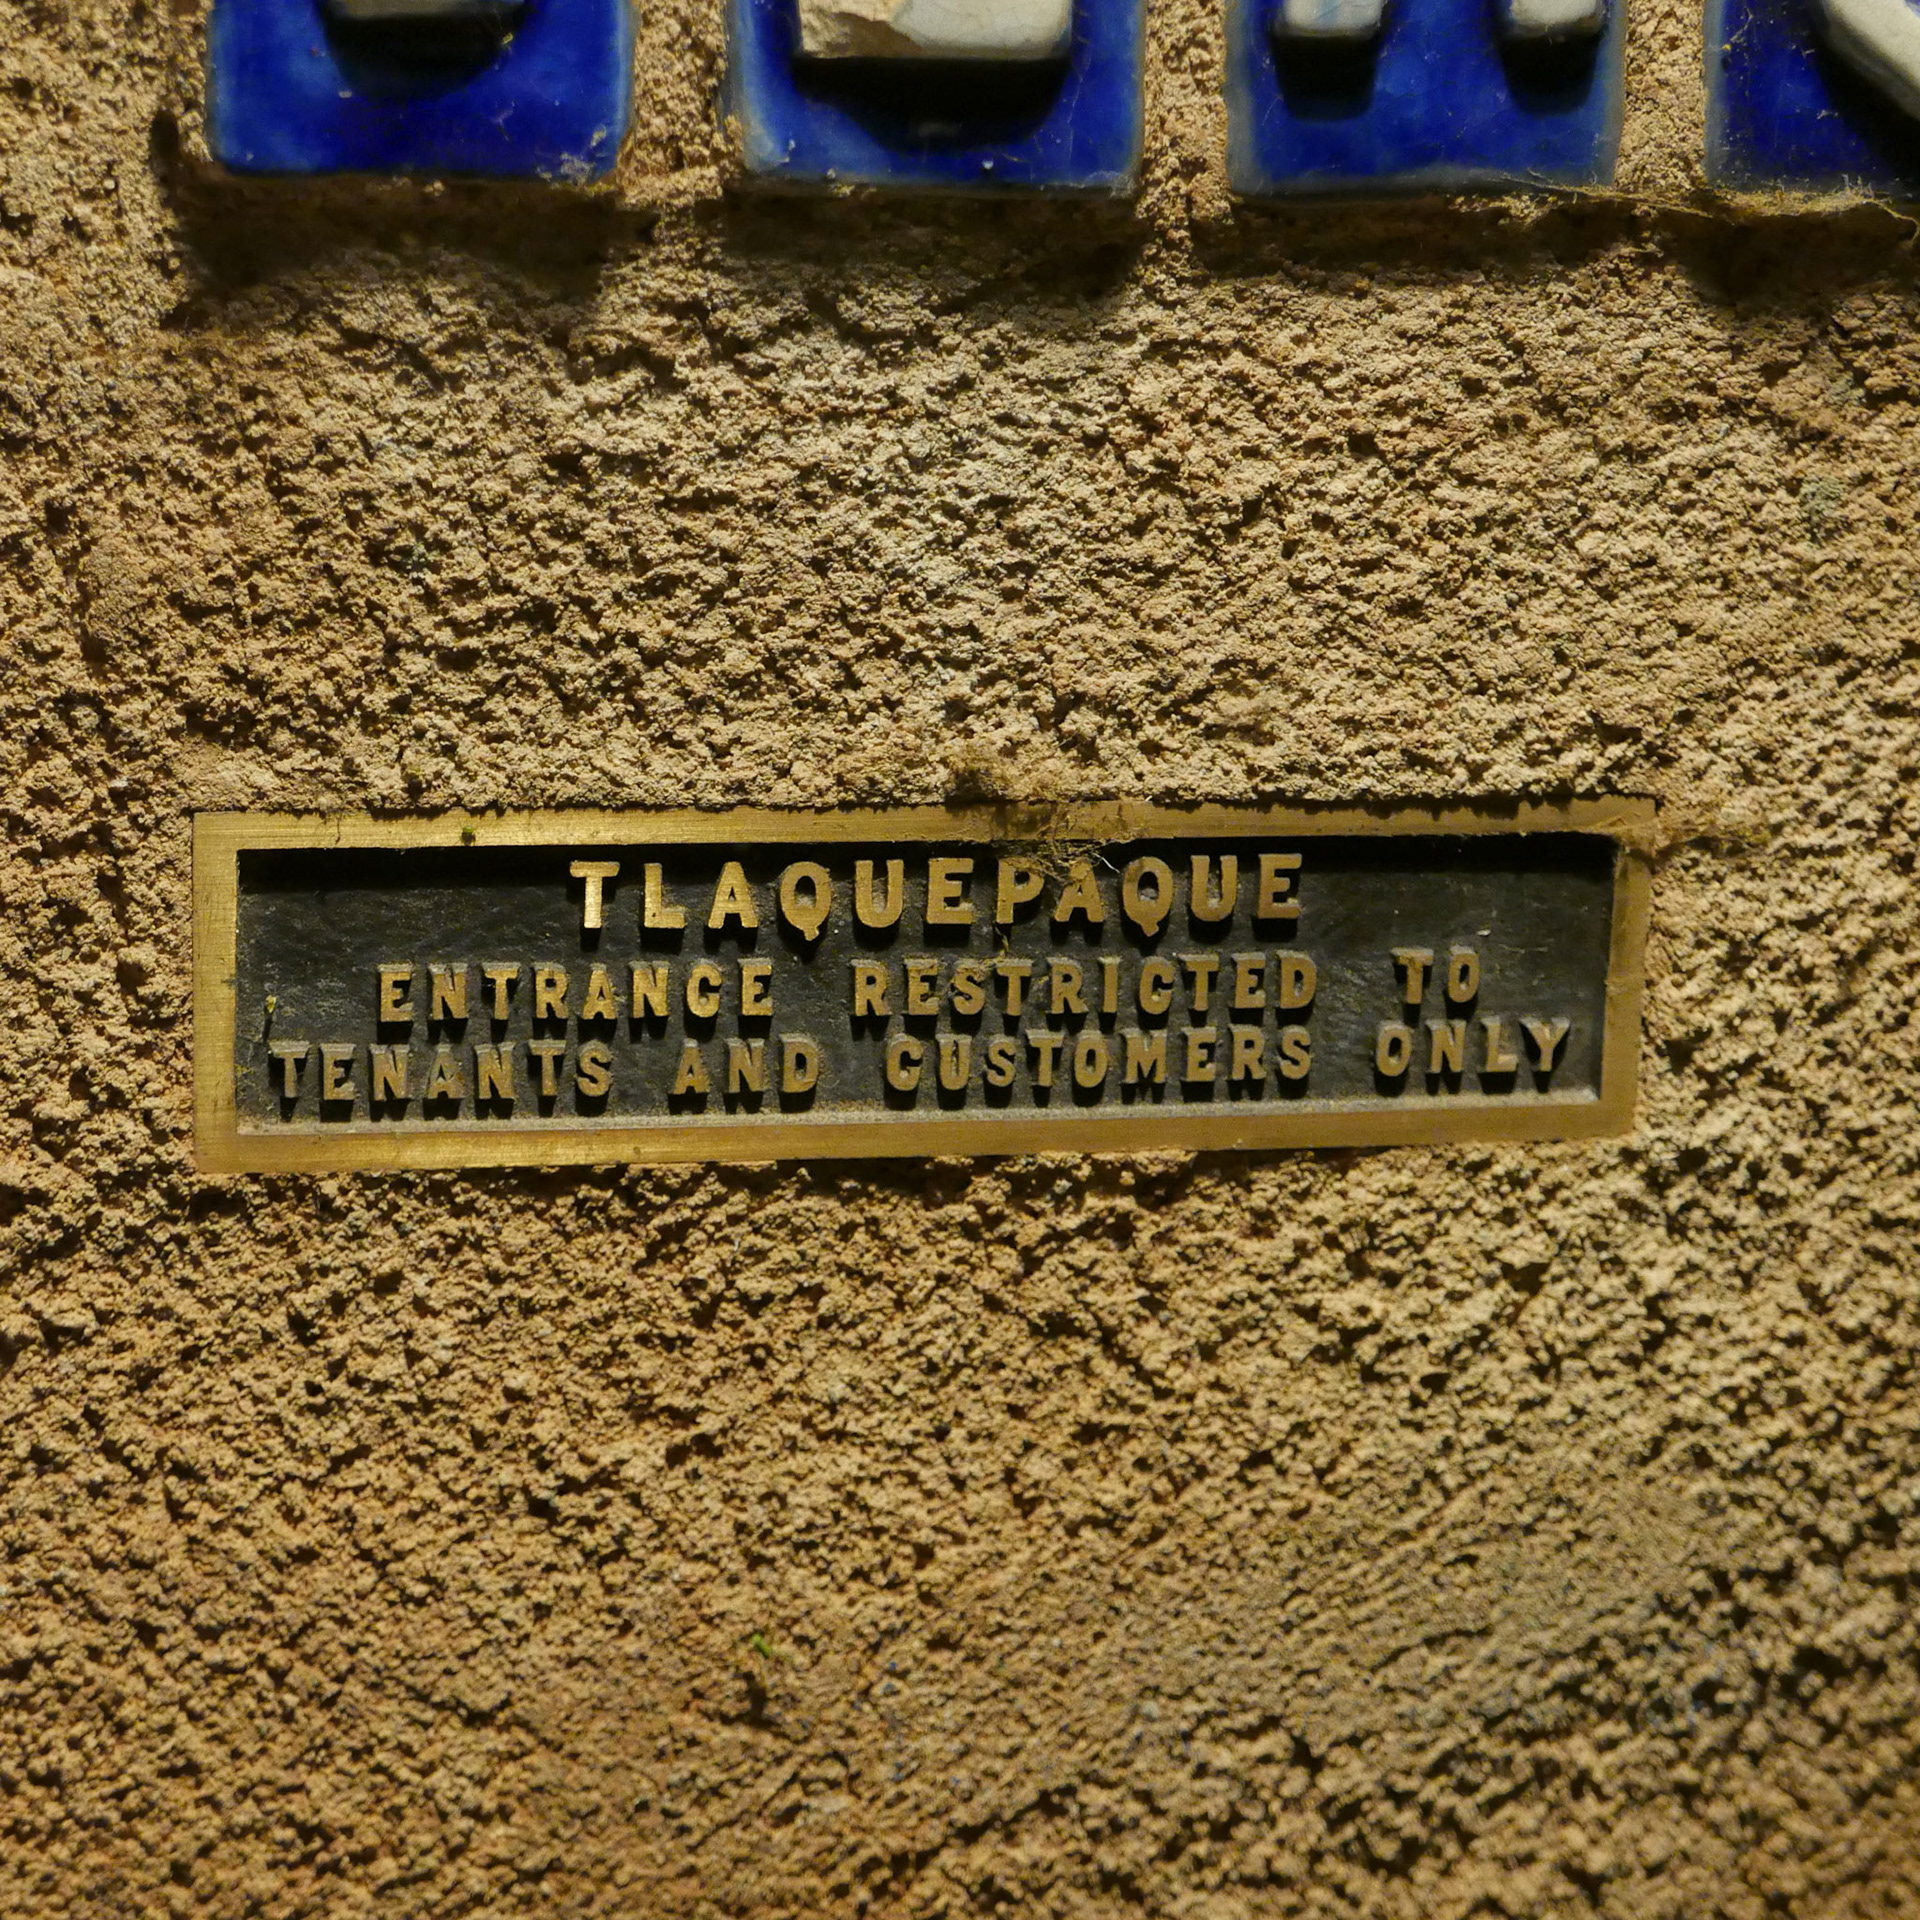 TLAQUEPAQUE
ENTRANCE RESTRICTED TO
TENANTS AND CUSTOMERS ONLY